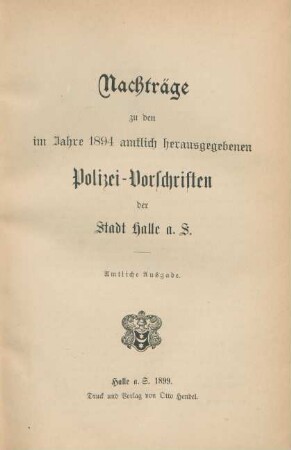 Nachträge
zu den
im Jahre 1894 amtlich herausgegebenen
Polizei-Vorschriften
der
Stadt Halle a. S.
Amtliche Ausgabe.
Halle a. S. 1899.
Druck und Verlag von Otto Hendel.